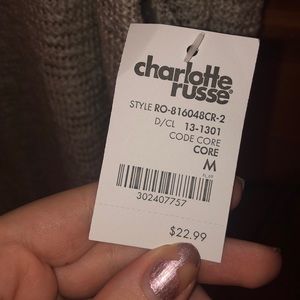 charlotte
russe®
STYLE RO-816048CR-2
D/CL 13-1301
CODE CORE
CORE
M
302407757
$22.99